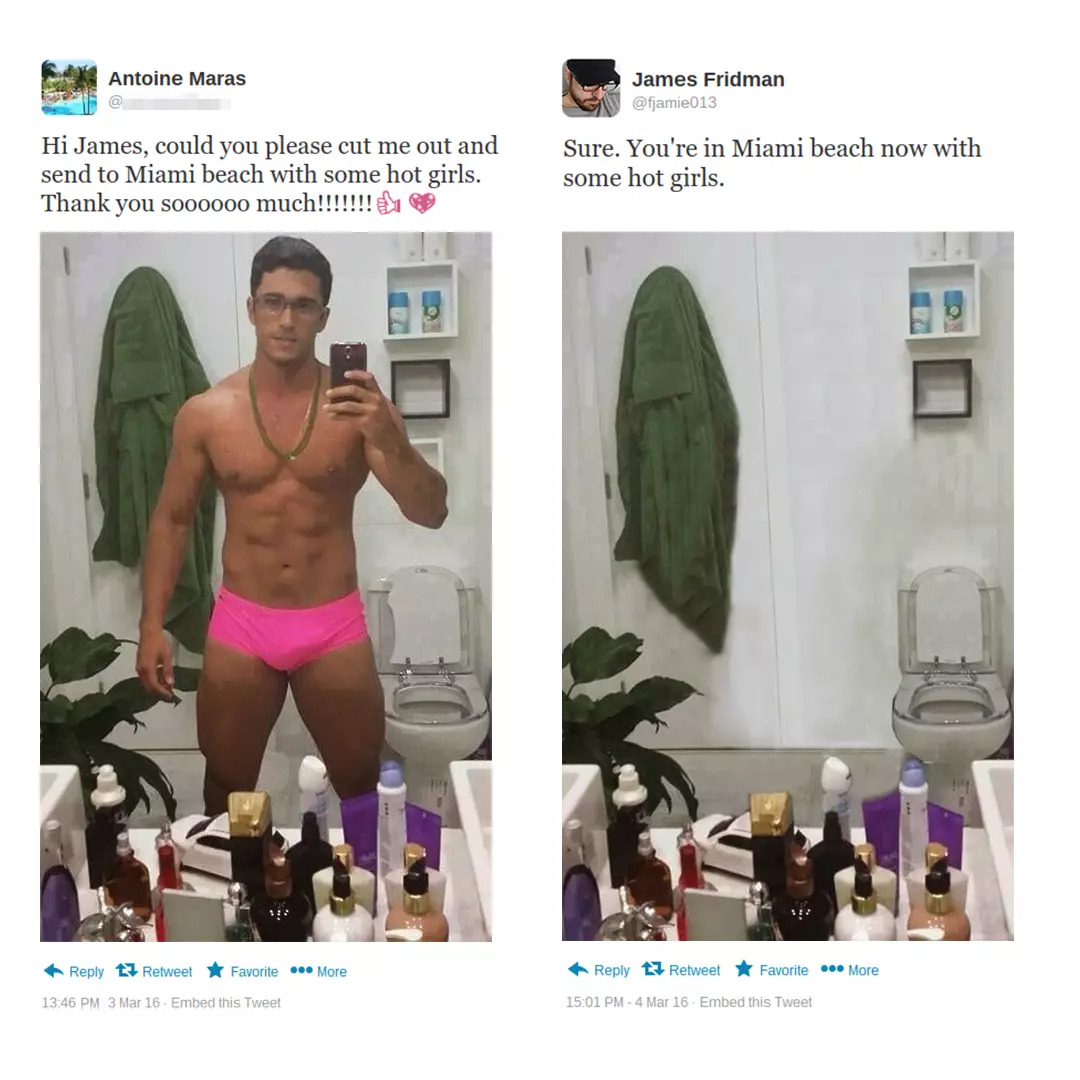 Antoine Maras
@
Hi James, could you please cut me out and
send to Miami beach with some hot girls.
Thank you soooooo much!!!!!!!👍💖
Reply Retweet Favorite More
13:46 PM 3 Mar 16 · Embed this Tweet
James Fridman
@fjamie013
Sure. You're in Miami beach now with
some hot girls.
Reply Retweet Favorite More
15:01 PM - 4 Mar 16 · Embed this Tweet